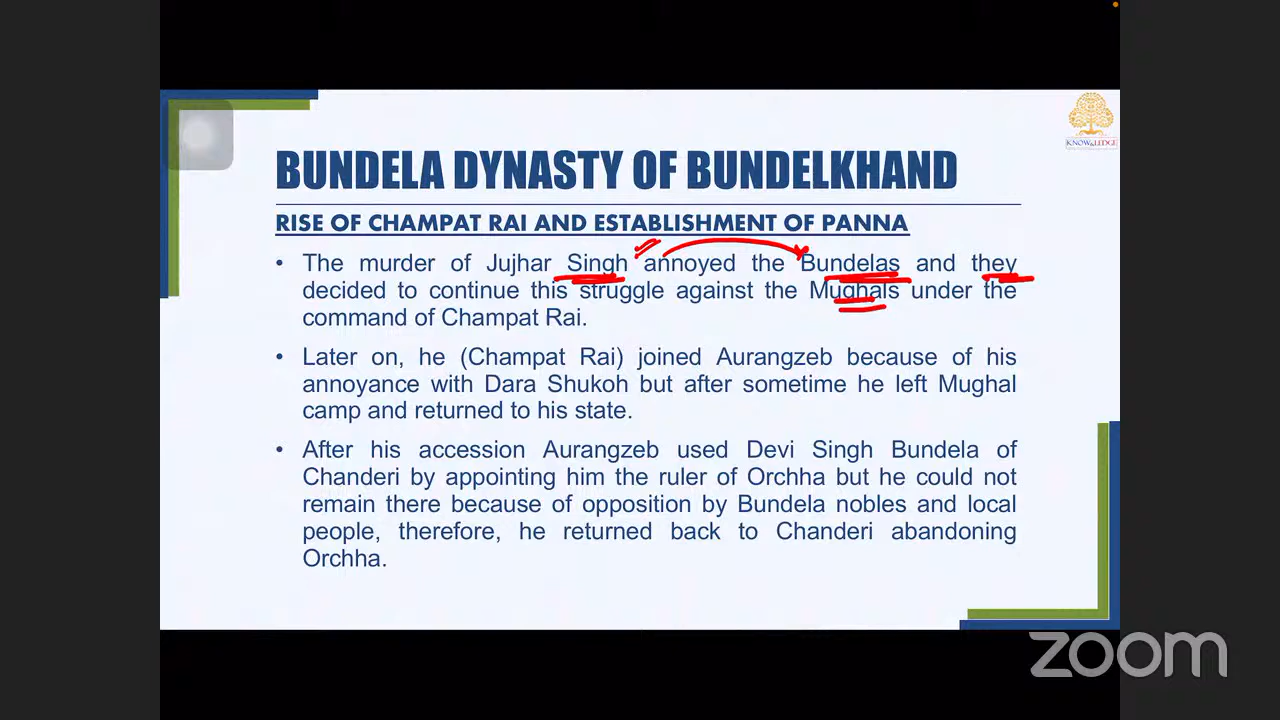 KNOWLEDGE
BUNDELA DYNASTY OF BUNDELKHAND
RISE OF CHAMPAT RAI AND ESTABLISHMENT OF PANNA
• The murder of Jujhar Singh annoyed the Bundelas and they
decided to continue this struggle against the Mughals under the
command of Champat Rai.
• Later on, he (Champat Rai) joined Aurangzeb because of his
annoyance with Dara Shukoh but after sometime he left Mughal
camp and returned to his state.
• After his accession Aurangzeb used Devi Singh Bundela of
Chanderi by appointing him the ruler of Orchha but he could not
remain there because of opposition by Bundela nobles and local
people, therefore, he returned back to Chanderi abandoning
Orchha.
zoom